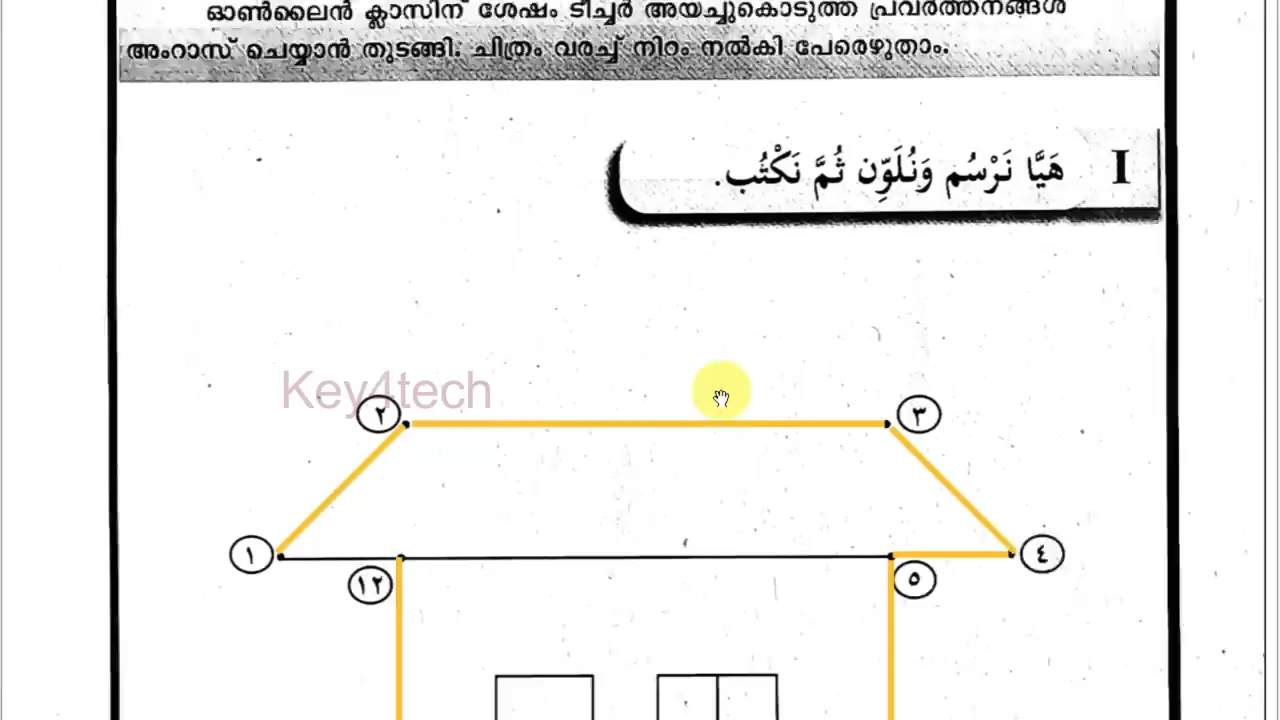 ഓൺലൈൻ ക്ലാസിന് ശേഷം ടീച്ചർ അയച്ചുകൊടുത്ത പ്രവർത്തനങ്ങൾ
അംറാസ് ചെയ്യാൻ തുടങ്ങി. ചിത്രം വരച്ച് നിറം നൽകി പേരെഴുതാം.
I هَيَّا نَرْسُم وَنُلَوِّن ثُمَّ نَكْتُب.
Key4tech
٢ ٣
١ ٤
١٢ ٥